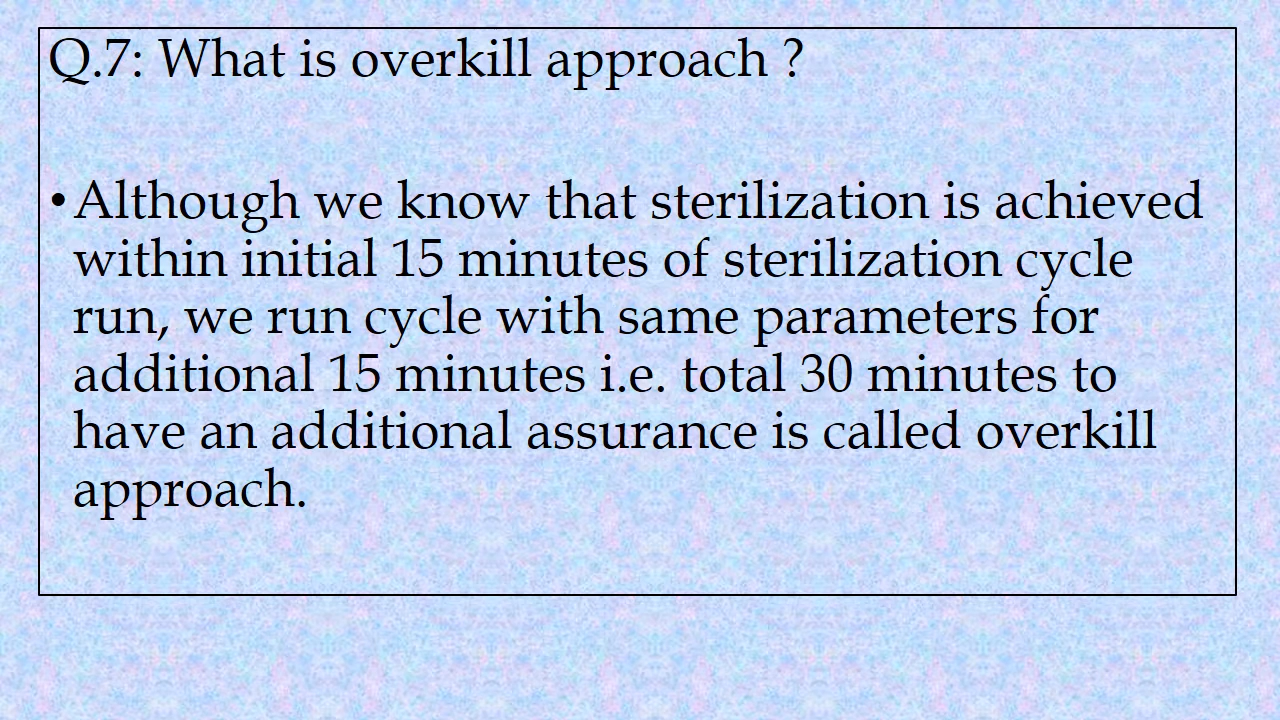 Q.7: What is overkill approach ?
•Although we know that sterilization is achieved
within initial 15 minutes of sterilization cycle
run, we run cycle with same parameters for
additional 15 minutes i.e. total 30 minutes to
have an additional assurance is called overkill
approach.